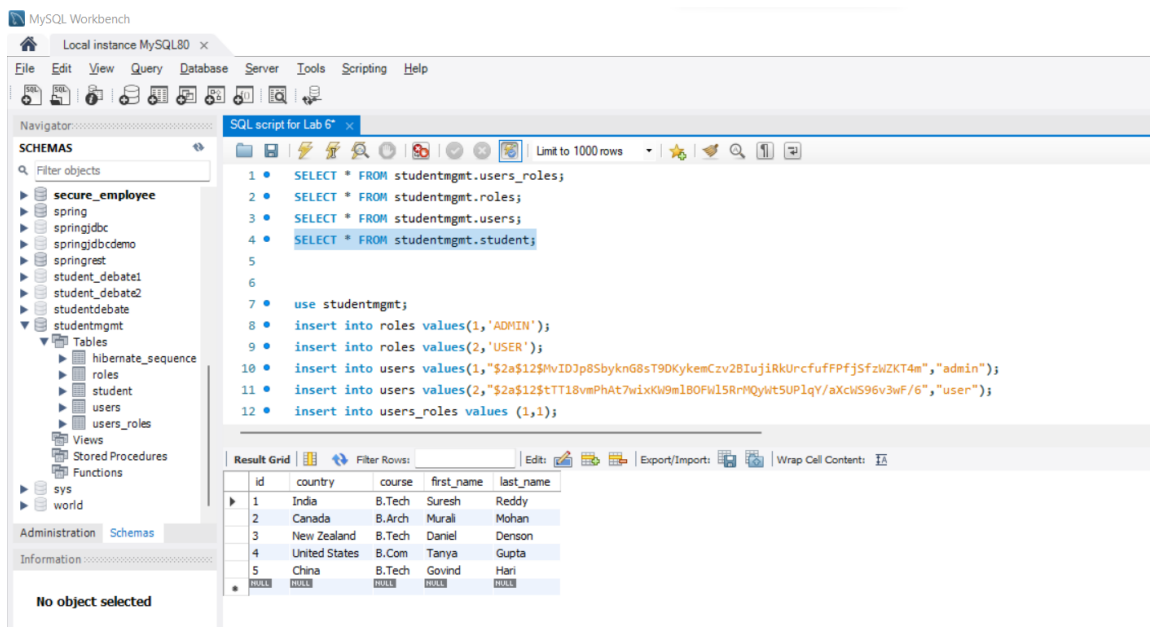 MySQL Workbench
Local instance MySQL80 ×
File Edit View Query Database Server Tools Scripting Help
Navigator
SQL script for Lab 6* ×
SCHEMAS
Limit to 1000 rows
Filter objects
secure_employee
spring
springjdbc
springjdbcdemo
springrest
student_debate1
student_debate2
studentdebate
studentmgmt
Tables
hibernate_sequence
roles
student
users
users_roles
Views
Stored Procedures
Functions
sys
world
Administration Schemas
Information
No object selected
1 SELECT * FROM studentmgmt.users_roles;
2 SELECT * FROM studentmgmt.roles;
3 SELECT * FROM studentmgmt.users;
4 SELECT * FROM studentmgmt.student;
5
6
7 use studentmgmt;
8 insert into roles values(1,'ADMIN');
9 insert into roles values(2,'USER');
10 insert into users values(1,"$2a$12$MvIDJp8SbyknG8sT9DKykemCzv2BIujiRkUrcfufFPfjSfzWZKT4m","admin");
11 insert into users values(2,"$2a$12$tTT18vmPhAt7wixKW9mlBOFWl5RrMQyWt5UPlqY/aXcWS96v3wF/6","user");
12 insert into users_roles values (1,1);
Result Grid Filter Rows: Edit: Export/Import: Wrap Cell Content:
id country course first_name last_name
1 India B.Tech Suresh Reddy
2 Canada B.Arch Murali Mohan
3 New Zealand B.Tech Daniel Denson
4 United States B.Com Tanya Gupta
5 China B.Tech Govind Hari
NULL NULL NULL NULL NULL